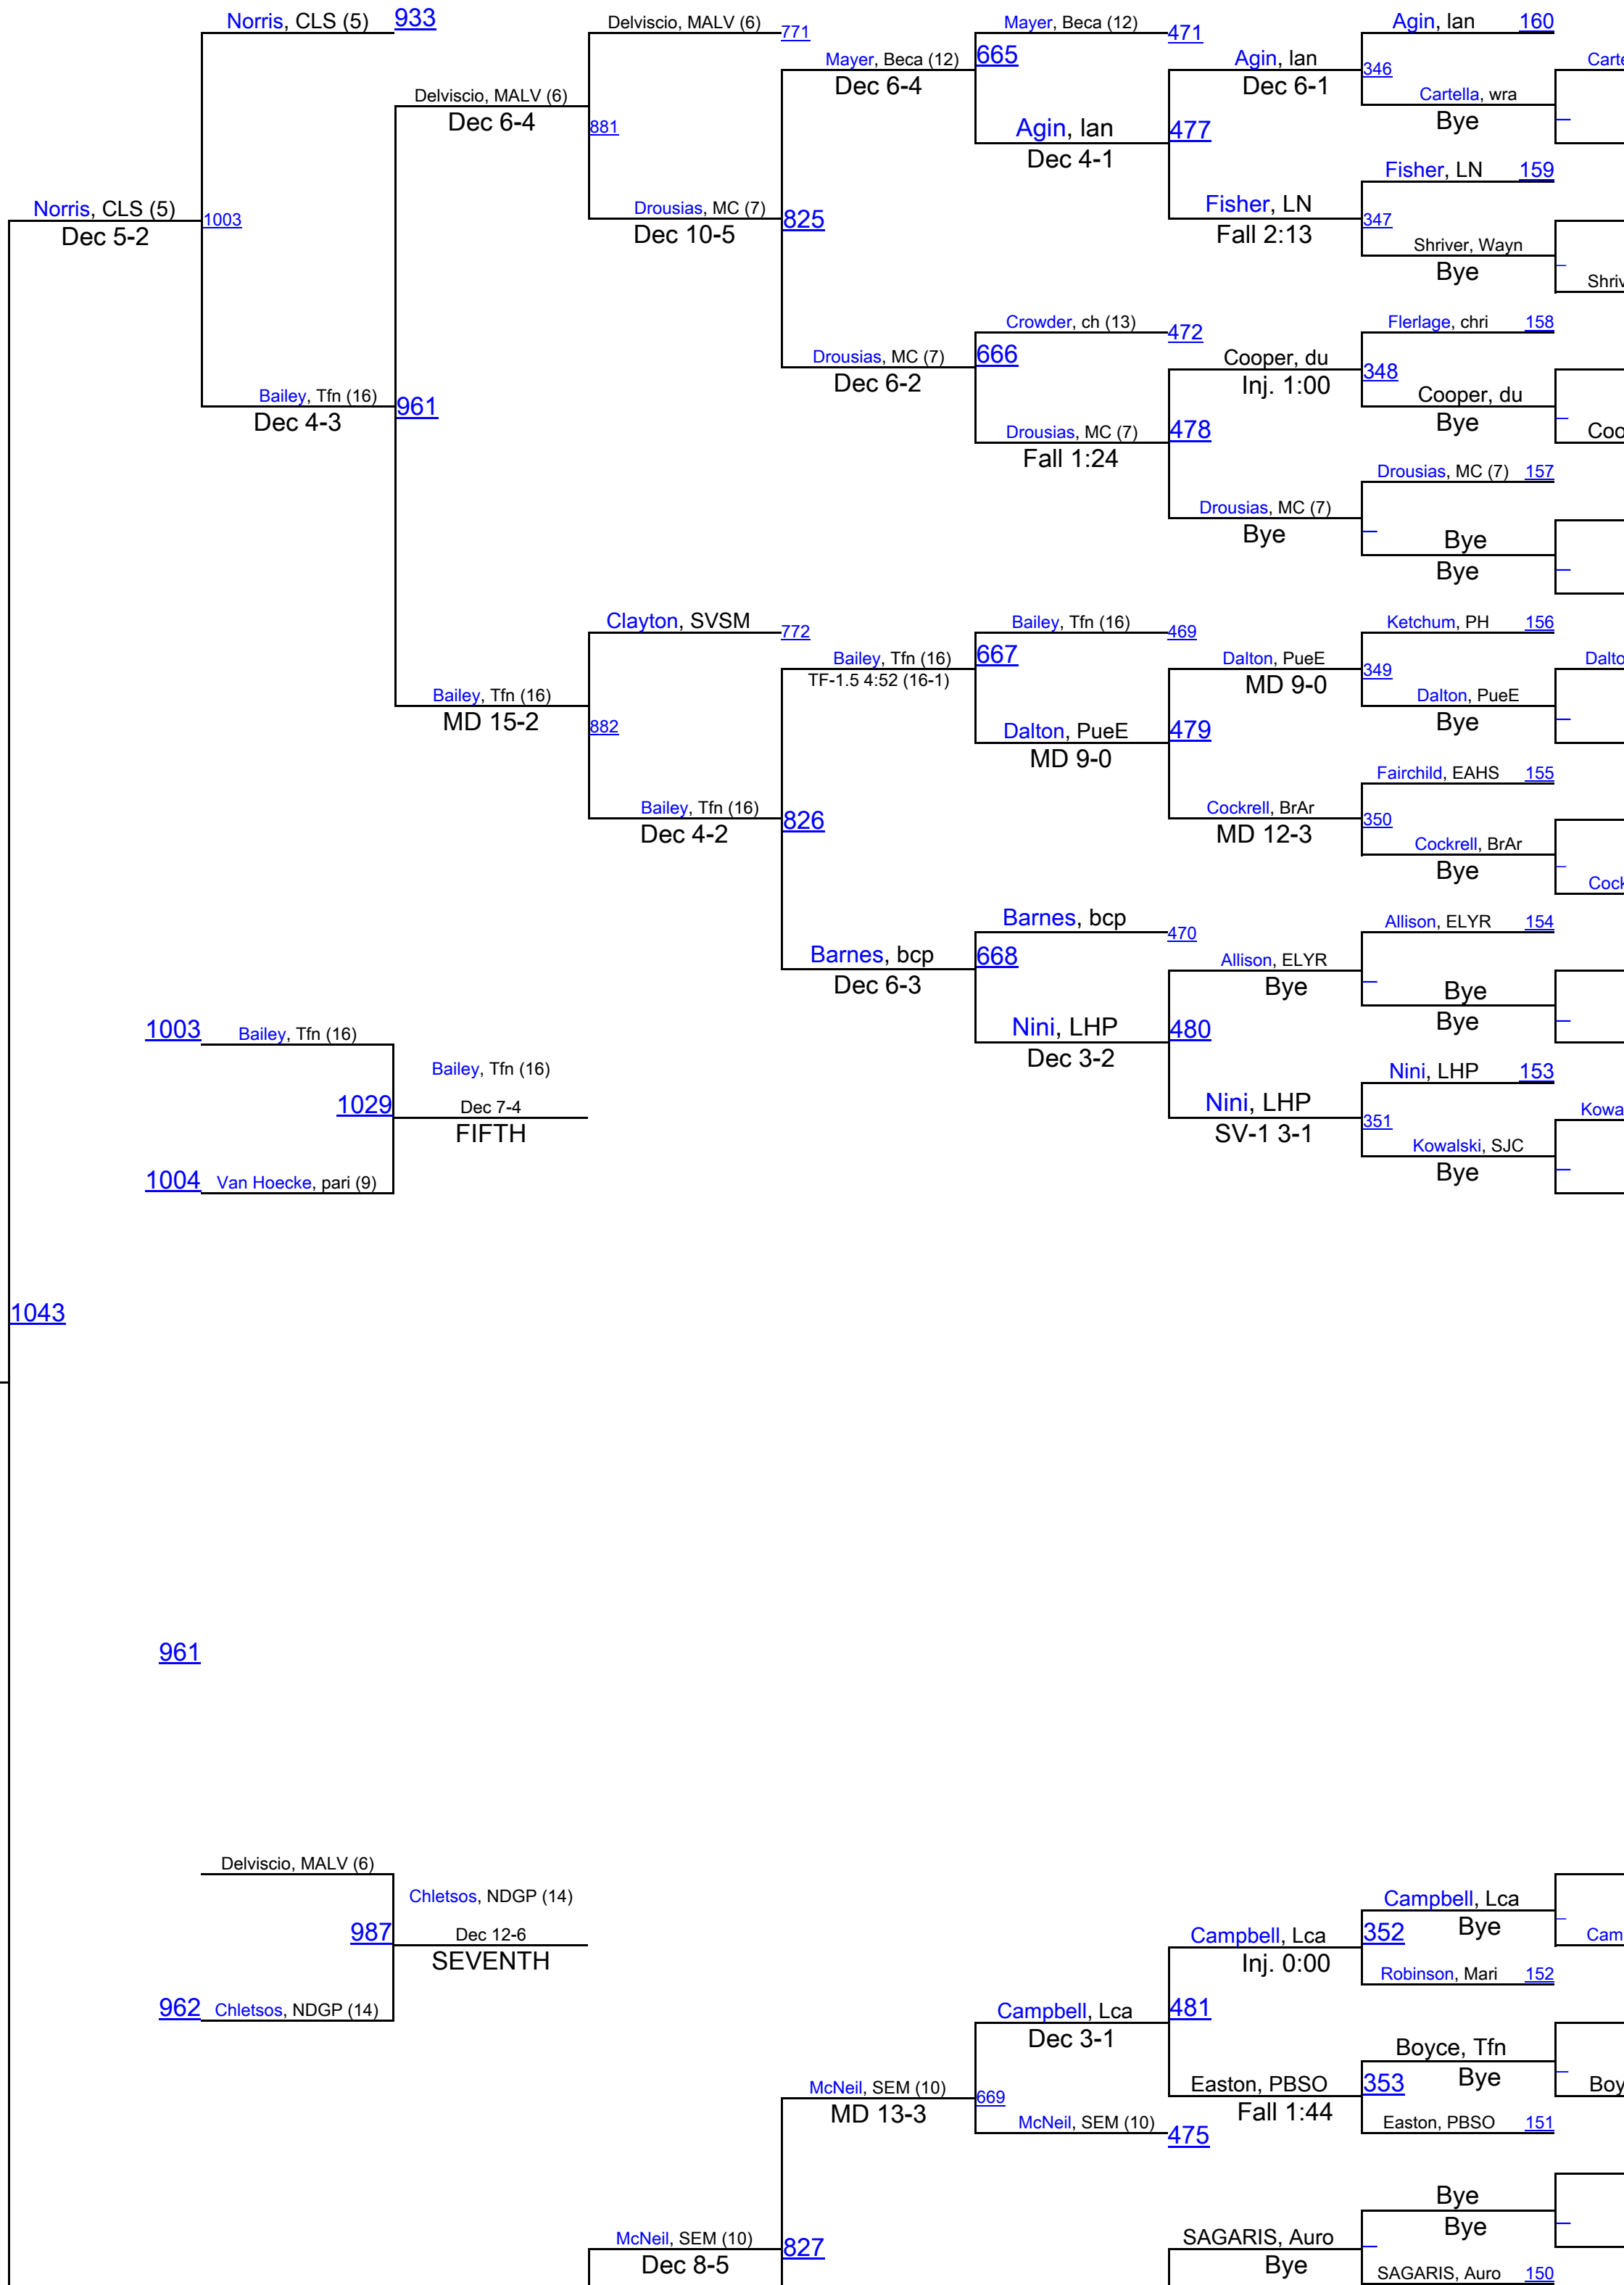 Norris, CLS (5)
933
Delviscio, MALV (6)
771
Mayer, Beca (12)
471
Agin, lan
160
Mayer, Beca (12)
665
Agin, lan
346
Cart
Dec 6-4
Dec 6-1
Delviscio, MALV (6)
Cartella, wra
Dec 6-4
881
Agin, lan
477
Bye
Dec 4-1
Fisher, LN
159
Norris, CLS (5)
1003
Drousias, MC (7)
825
Fisher, LN
347
Dec 5-2
Dec 10-5
Fall 2:13
Shriver, Wayn
Bye
Shriv
Crowder, ch (13)
472
Flerlage, chri
158
Drousias, MC (7)
666
Cooper, du
348
Dec 6-2
Inj. 1:00
Bailey, Tfn (16)
961
Cooper, du
Dec 4-3
Bye
Drousias, MC (7)
478
Coo
Fall 1:24
Drousias, MC (7)
157
Drousias, MC (7)
Bye
Bye
Bye
Clayton, SVSM
772
Bailey, Tfn (16)
469
Ketchum, PH
156
Bailey, Tfn (16)
667
Dalton, PueE
349
Dalto
TF-1.5 4:52 (16-1)
MD 9-0
Bailey, Tfn (16)
Dalton, PueE
MD 15-2
882
Dalton, PueE
479
Bye
MD 9-0
Fairchild, EAHS
155
Bailey, Tfn (16)
826
Cockrell, BrAr
350
Dec 4-2
MD 12-3
Cockrell, BrAr
Bye
Cock
Barnes, bcp
470
Allison, ELYR
154
Barnes, bcp
668
Allison, ELYR
Dec 6-3
Bye
Bye
1003
Bailey, Tfn (16)
Nini, LHP
480
Bye
Dec 3-2
Bailey, Tfn (16)
Nini, LHP
153
1029
Dec 7-4
Nini, LHP
351
Kowa
FIFTH
SV-1 3-1
Kowalski, SJC
1004
Van Hoecke, pari (9)
Bye
1043
961
Delviscio, MALV (6)
Chletsos, NDGP (14)
Campbell, Lca
987
Dec 12-6
Campbell, Lca
352
Bye
Cam
SEVENTH
Inj. 0:00
Robinson, Mari
152
962
Chletsos, NDGP (14)
Campbell, Lca
481
Dec 3-1
Boyce, Tfn
McNeil, SEM (10)
669
Easton, PBSO
353
Bye
Boy
MD 13-3
Fall 1:44
McNeil, SEM (10)
475
Easton, PBSO
151
Bye
McNeil, SEM (10)
827
SAGARIS, Auro
Bye
Dec 8-5
Bye
SAGARIS, Auro
150